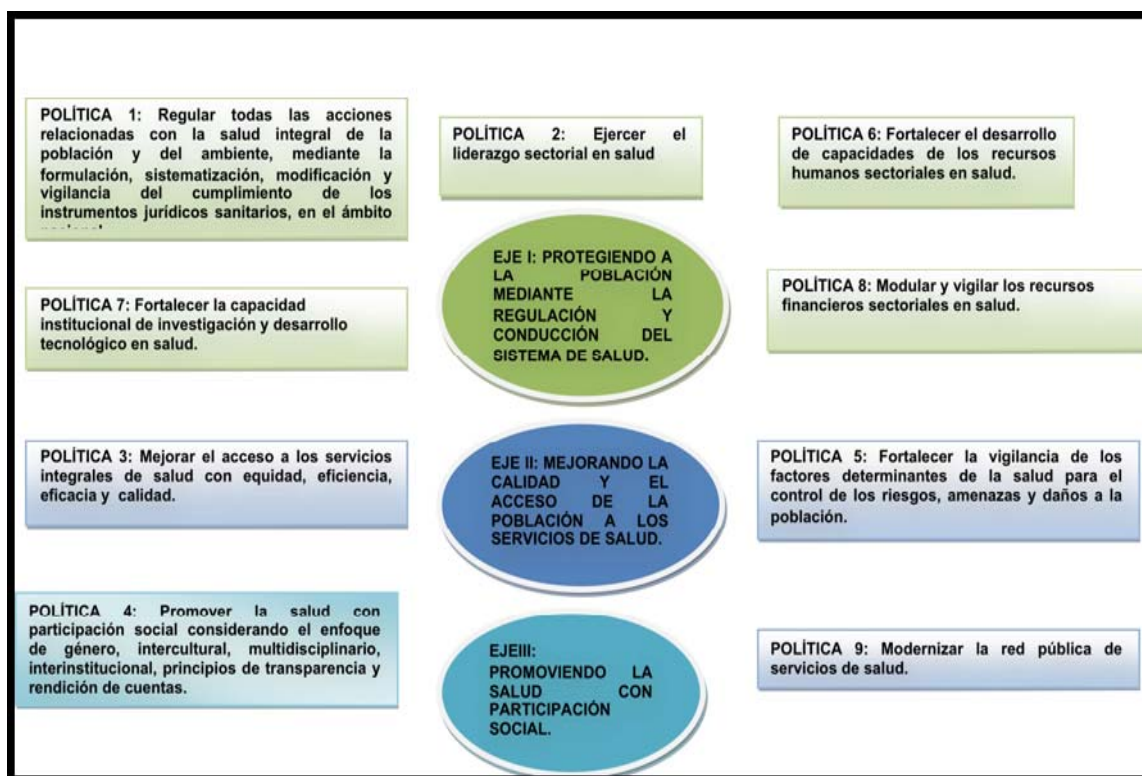 POLÍTICA 1: Regular todas las acciones
relacionadas con la salud integral de la
población y del ambiente, mediante la
formulación, sistematización, modificación y
vigilancia del cumplimiento de los
instrumentos jurídicos sanitarios, en el ámbito
POLÍTICA 2: Ejercer el
liderazgo sectorial en salud
POLÍTICA 6: Fortalecer el desarrollo
de capacidades de los recursos
humanos sectoriales en salud.
EJE I: PROTEGIENDO A
LA POBLACIÓN
MEDIANTE LA
REGULACIÓN Y
CONDUCCIÓN DEL
SISTEMA DE SALUD.
POLÍTICA 7: Fortalecer la capacidad
institucional de investigación y desarrollo
tecnológico en salud.
POLÍTICA 8: Modular y vigilar los recursos
financieros sectoriales en salud.
POLÍTICA 3: Mejorar el acceso a los servicios
integrales de salud con equidad, eficiencia,
eficacia y calidad.
EJE II: MEJORANDO LA
CALIDAD Y EL
ACCESO DE LA
POBLACIÓN A LOS
SERVICIOS DE SALUD.
POLÍTICA 5: Fortalecer la vigilancia de los
factores determinantes de la salud para el
control de los riesgos, amenazas y daños a la
población.
POLÍTICA 4: Promover la salud con
participación social considerando el enfoque
de género, intercultural, multidisciplinario,
interinstitucional, principios de transparencia y
rendición de cuentas.
EJEIII:
PROMOVIENDO LA
SALUD CON
PARTICIPACIÓN
SOCIAL.
POLÍTICA 9: Modernizar la red pública de
servicios de salud.